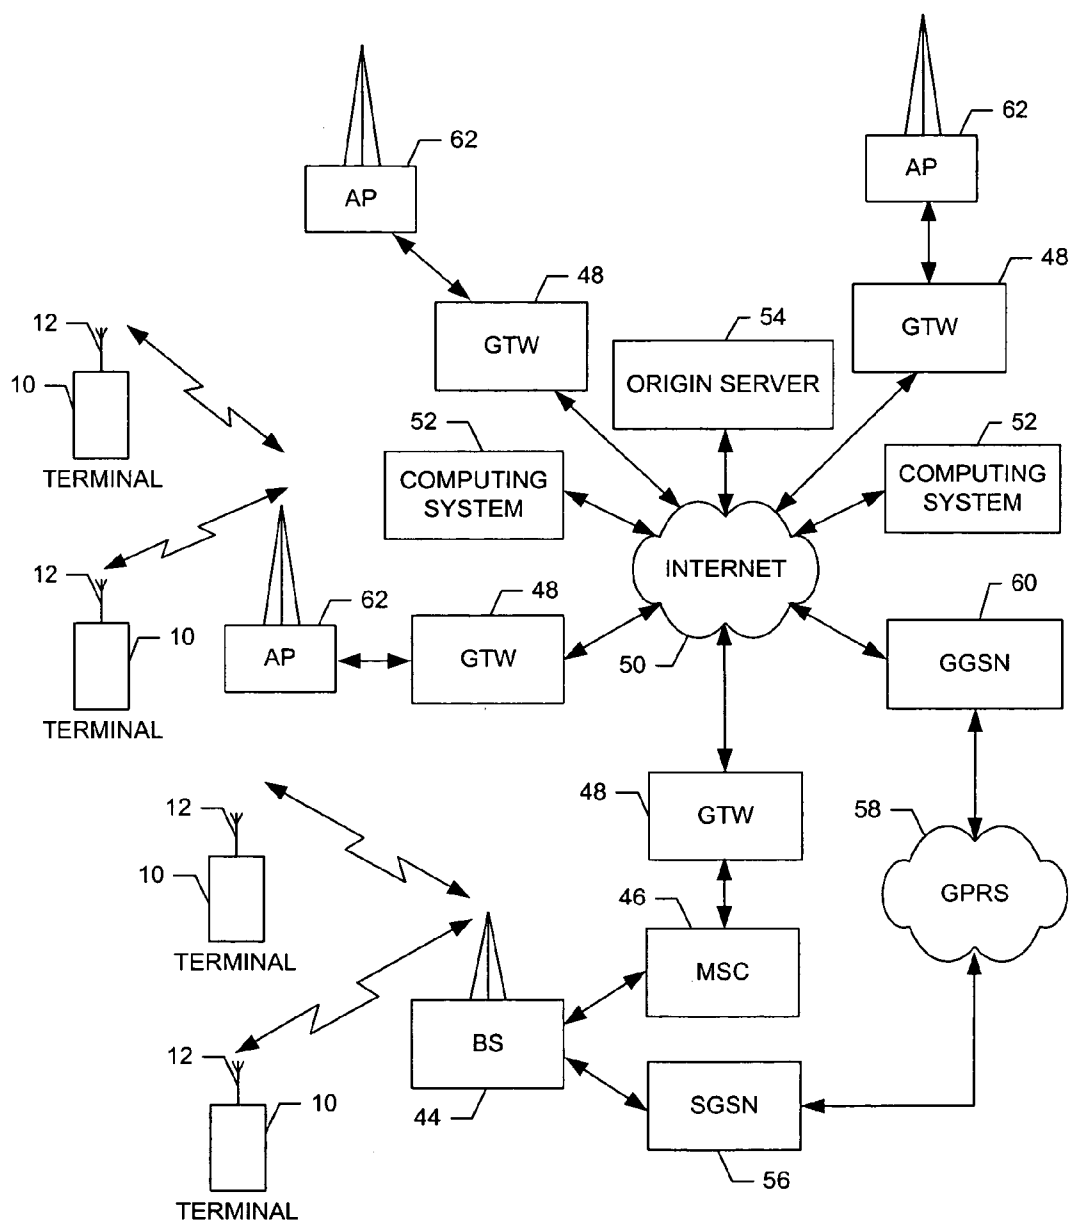 62
AP
62
AP
48
GTW
48
GTW
54
ORIGIN SERVER
12
10
TERMINAL
52
COMPUTING
SYSTEM
52
COMPUTING
SYSTEM
INTERNET
50
12
10
TERMINAL
62
AP
48
GTW
60
GGSN
48
GTW
58
GPRS
12
10
TERMINAL
46
MSC
BS
44
12
10
TERMINAL
SGSN
56